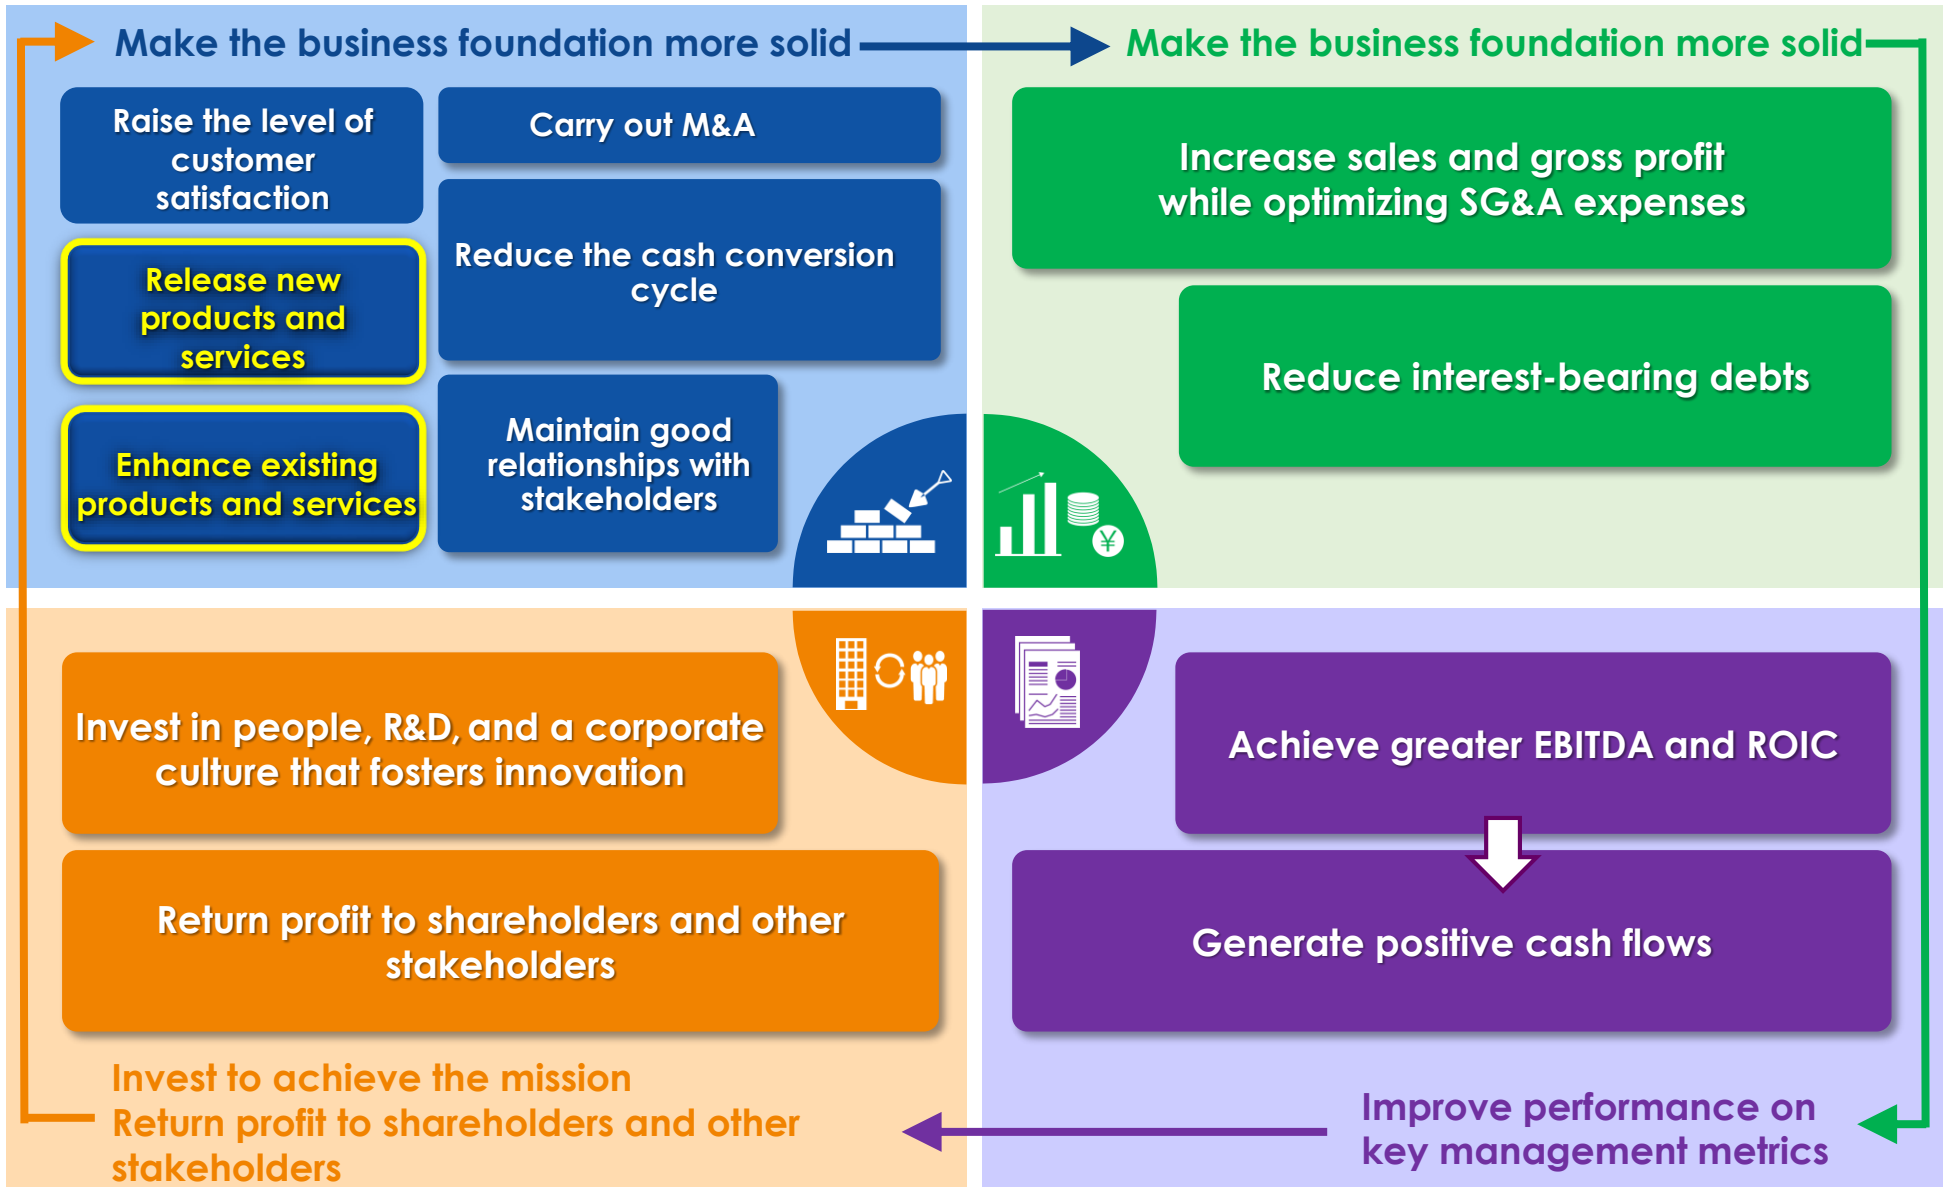 Make the business foundation more solid
Raise the level of
customer
satisfaction
Carry out M&A
Release new
products and
services
Reduce the cash conversion
cycle
Enhance existing
products and services
Maintain good
relationships with
stakeholders
Make the business foundation more solid
Increase sales and gross profit
while optimizing SG&A expenses
Reduce interest-bearing debts
¥
Invest in people, R&D, and a corporate
culture that fosters innovation
Return profit to shareholders and other
stakeholders
Invest to achieve the mission
Return profit to shareholders and other
stakeholders
Achieve greater EBITDA and ROIC
Generate positive cash flows
Improve performance on
key management metrics